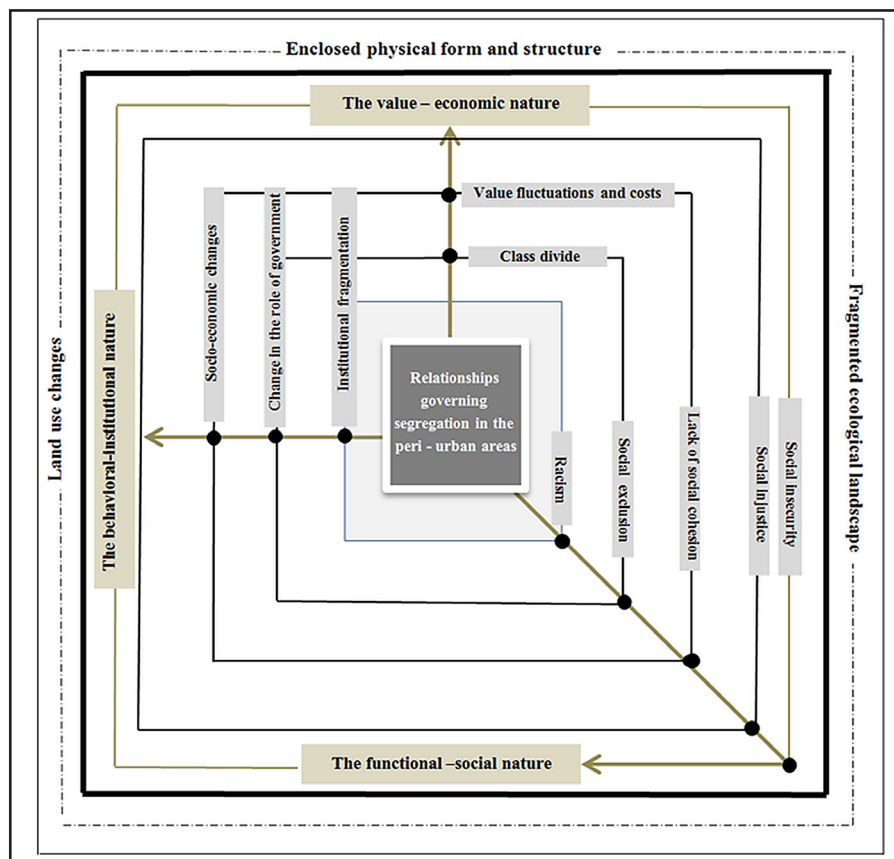 Enclosed physical form and structure
The value – economic nature
Value fluctuations and costs
Class divide
Socio-economic changes
Change in the role of government
Institutional fragmentation
Relationships
governing
segregation in the
peri - urban areas
Racism
Social exclusion
Lack of social cohesion
Social injustice
Social insecurity
Fragmented ecological landscape
Land use changes
The behavioral-institutional nature
The functional –social nature